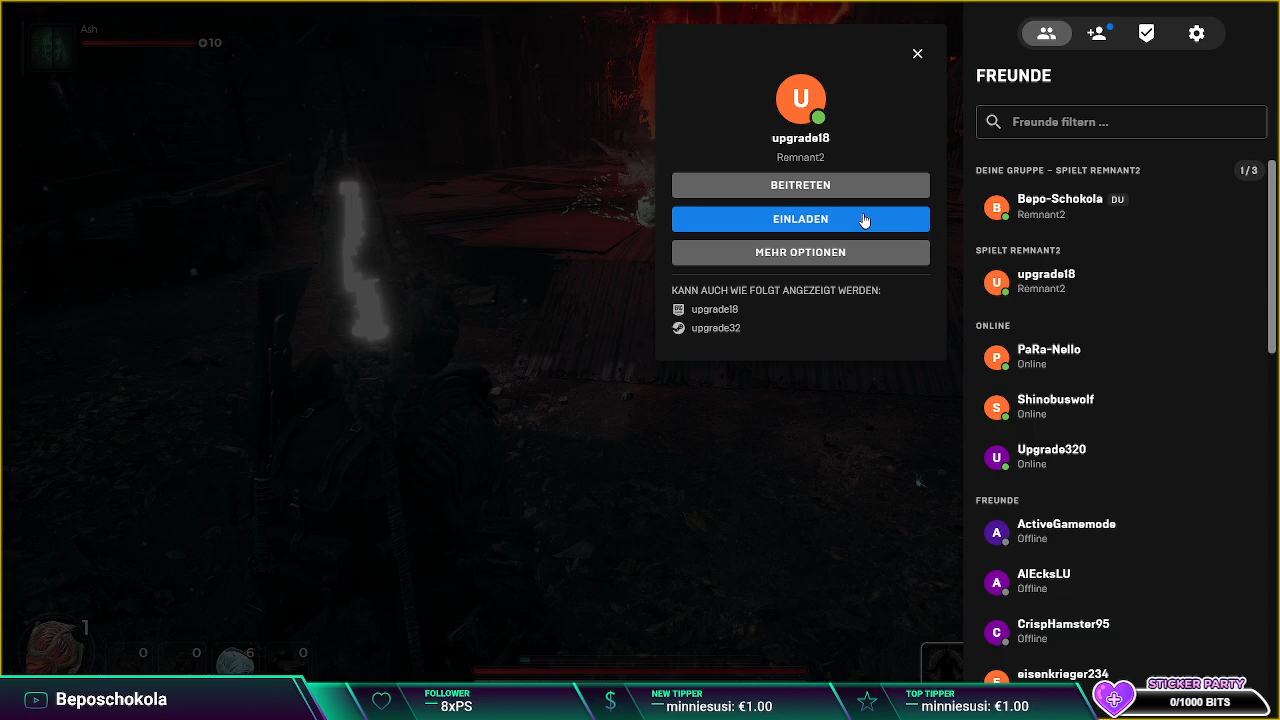 Ash
10
U
upgrade18
Remnant2
BEITRETEN
EINLADEN
MEHR OPTIONEN
KANN AUCH WIE FOLGT ANGEZEIGT WERDEN:
upgrade18
upgrade32
FREUNDE
Freunde filtern ...
DEINE GRUPPE – SPIELT REMNANT2
1/3
B
Bepo-Schokola DU
Remnant2
SPIELT REMNANT2
U
upgrade18
Remnant2
ONLINE
P
PaRa-Nello
Online
S
Shinobuswolf
Online
U
Upgrade320
Online
FREUNDE
A
ActiveGamemode
Offline
A
AlEcksLU
Offline
C
CrispHamster95
Offline
eisenkrieger234
1
0
0
6
0
Beposchokola
FOLLOWER
8xPS
$
NEW TIPPER
minniesusi: €1.00
TOP TIPPER
minniesusi: €1.00
STICKER PARTY
0/1000 BITS